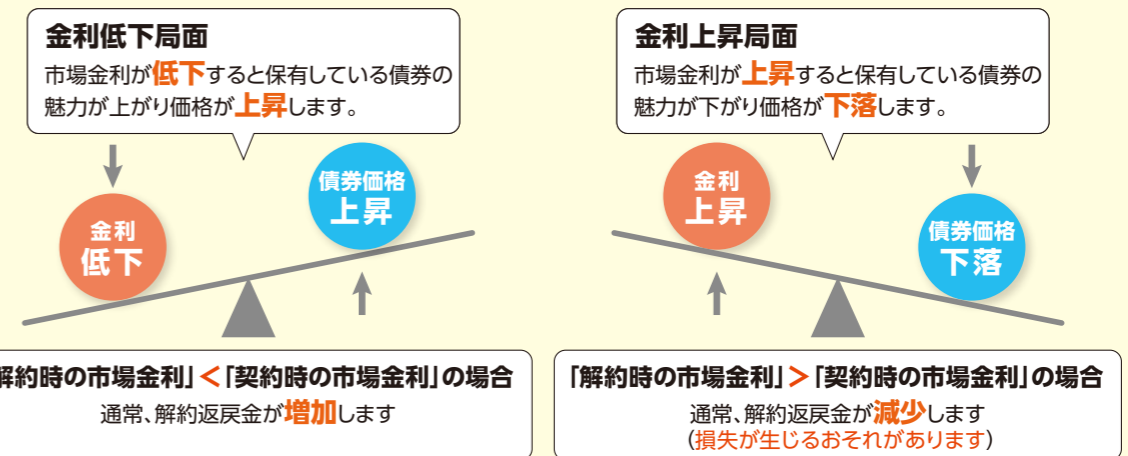 金利低下局面
市場金利が低下すると保有している債券の
魅力が上がり価格が上昇します。
金利
低下
債券価格
上昇
解約時の市場金利」<「契約時の市場金利」の場合
通常、解約返戻金が増加します
金利上昇局面
市場金利が上昇すると保有している債券の
魅力が下がり価格が下落します。
金利
上昇
債券価格
下落
「解約時の市場金利」>「契約時の市場金利」の場合
通常、解約返戻金が減少します
(損失が生じるおそれがあります)